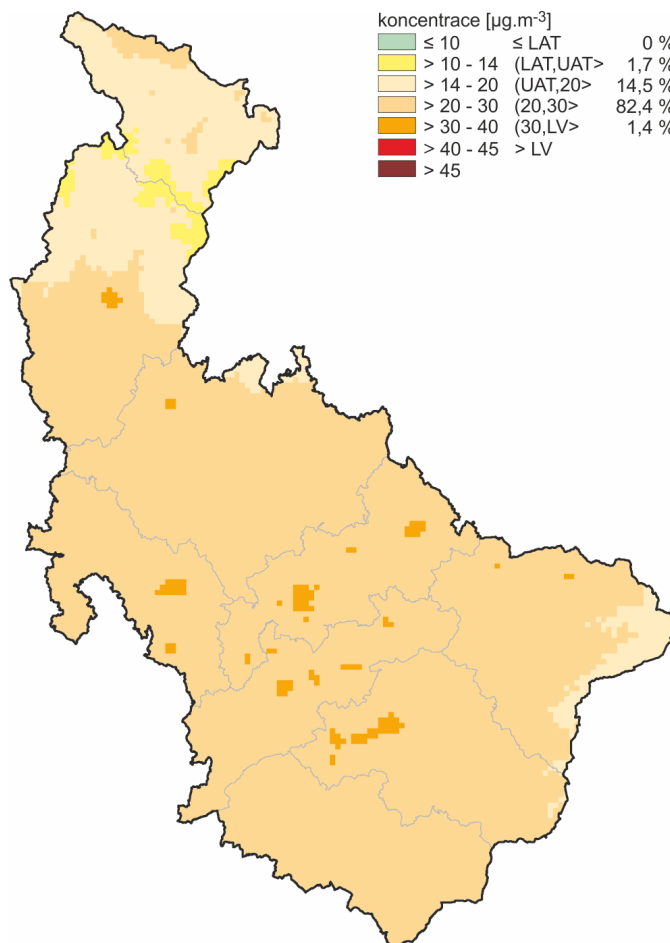 koncentrace [µg.m-3]
≤ 10 ≤ LAT 0 %
> 10 - 14 (LAT,UAT> 1,7 %
> 14 - 20 (UAT,20> 14,5 %
> 20 - 30 (20,30> 82,4 %
> 30 - 40 (30,LV> 1,4 %
> 40 - 45 > LV
> 45